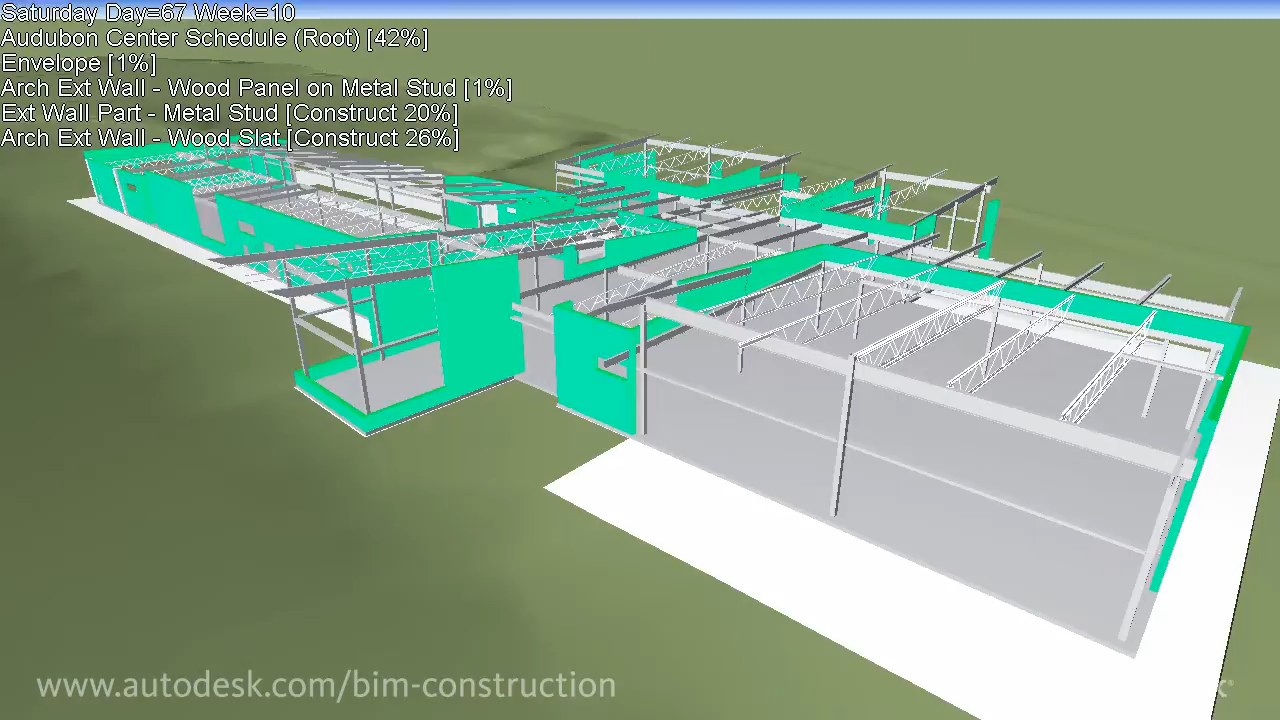 Saturday Day=67 Week=10
Audubon Center Schedule (Root) [42%]
Envelope [1%]
Arch Ext Wall - Wood Panel on Metal Stud [1%]
Ext Wall Part - Metal Stud [Construct 20%]
Arch Ext Wall - Wood Slat [Construct 26%]
www.autodesk.com/bim-construction